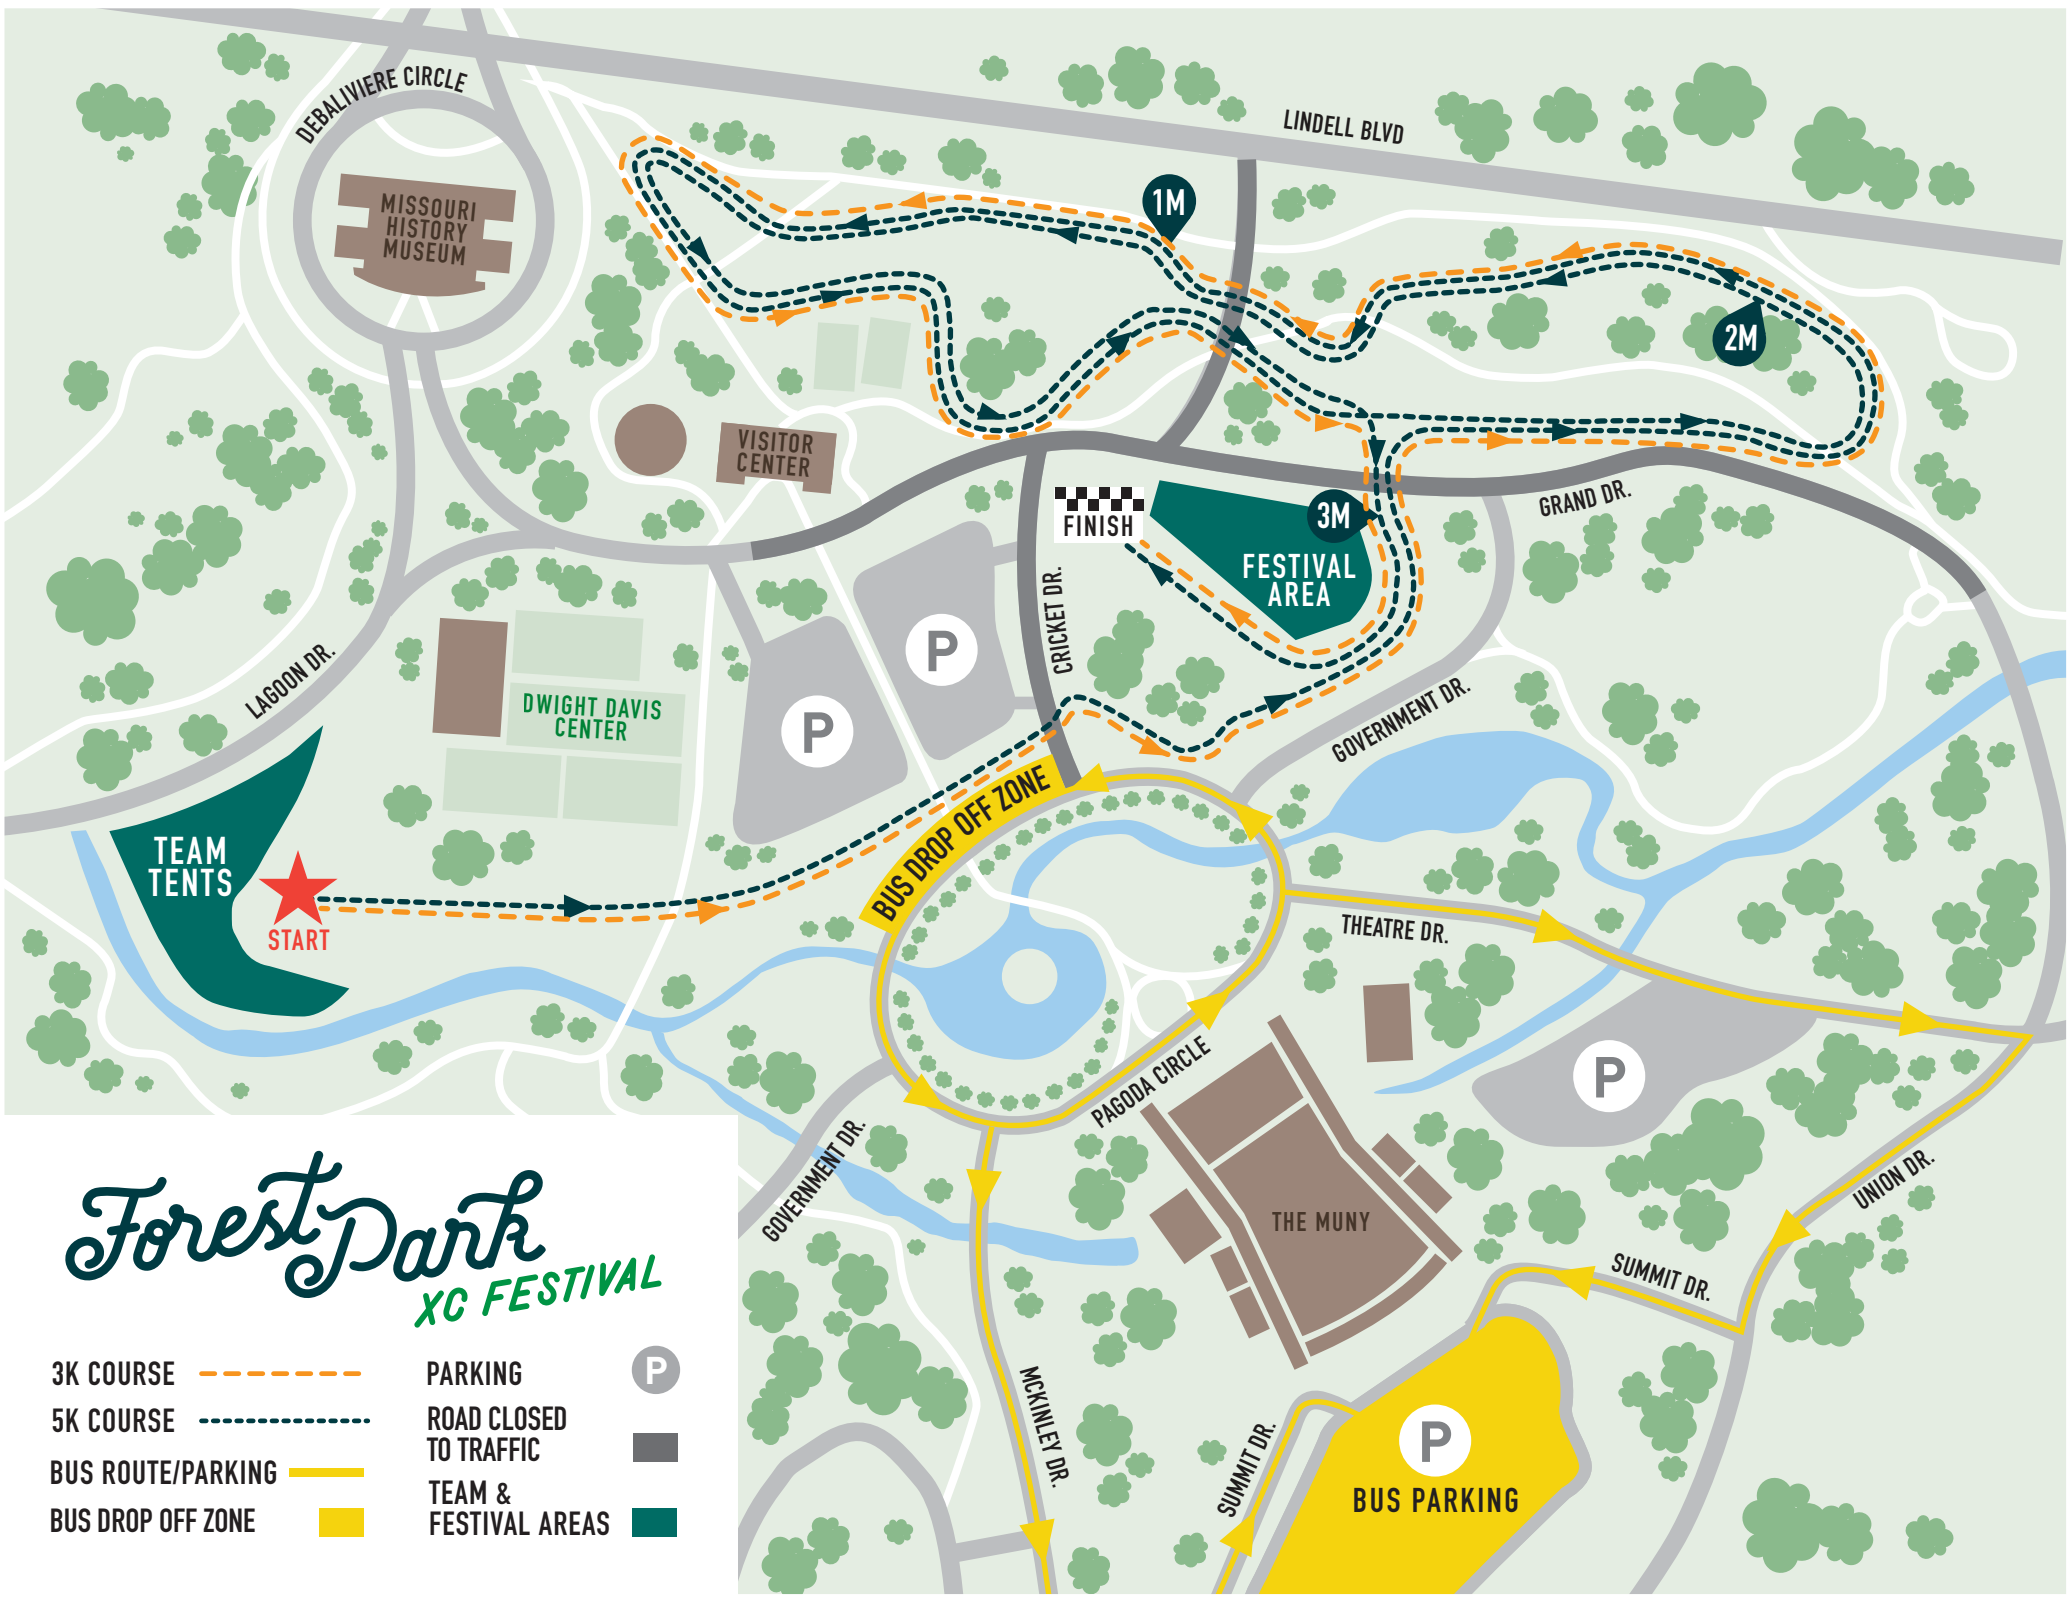 DEBALIVIERE CIRCLE
LINDELL BLVD
MISSOURI
HISTORY
MUSEUM
1M
2M
VISITOR
CENTER
FINISH
3M
GRAND DR.
FESTIVAL
AREA
CRICKET DR.
P
P
LAGOON DR.
DWIGHT DAVIS
CENTER
GOVERNMENT DR.
BUS DROP OFF ZONE
TEAM
TENTS
START
THEATRE DR.
PAGODA CIRCLE
P
GOVERNMENT DR.
UNION DR.
THE MUNY
SUMMIT DR.
MCKINLEY DR.
SUMMIT DR.
P
BUS PARKING
Forest Park
XC FESTIVAL
3K COURSE
5K COURSE
BUS ROUTE/PARKING
BUS DROP OFF ZONE
PARKING
P
ROAD CLOSED
TO TRAFFIC
TEAM &
FESTIVAL AREAS